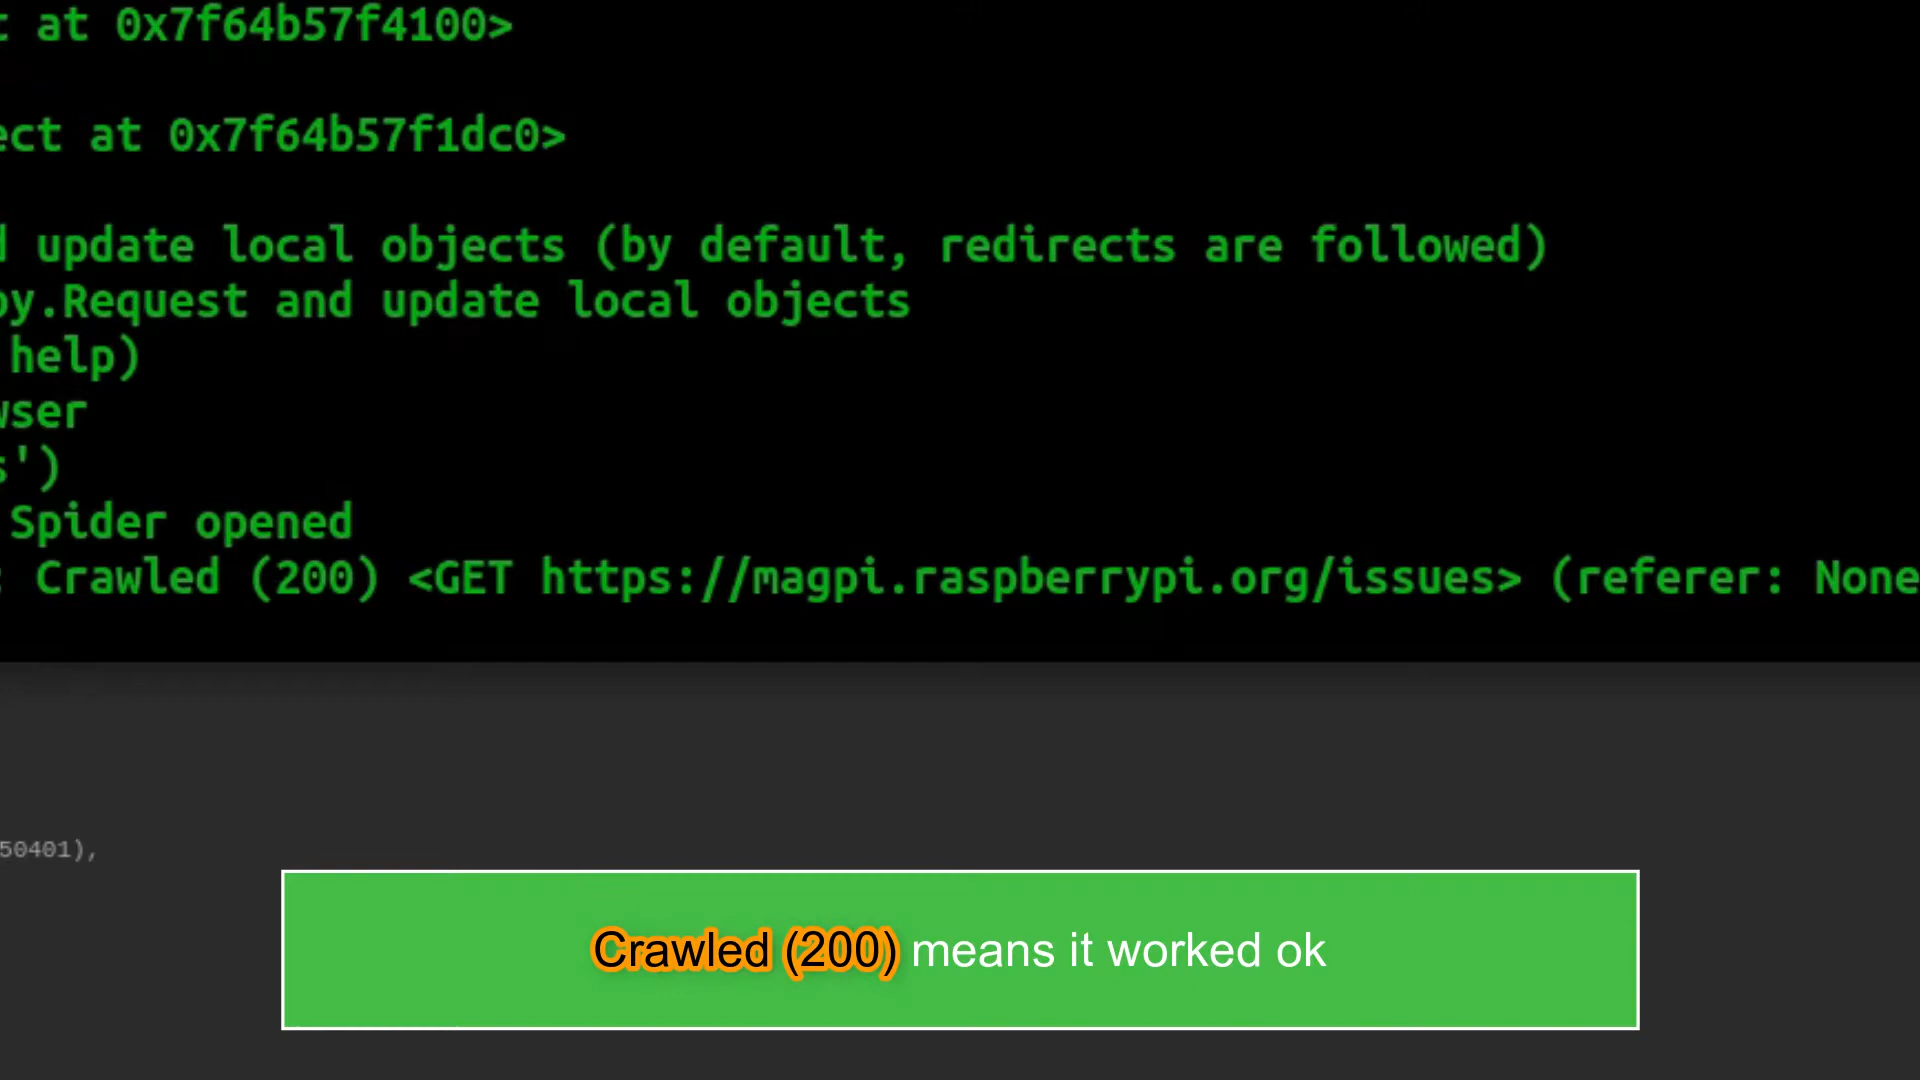 at 0x7f64b57f4100>
ect at 0x7f64b57f1dc0>
update local objects (by default, redirects are followed)
py.Request and update local objects
help)
wser
s')
Spider opened
: Crawled (200) <GET https://magpi.raspberrypi.org/issues> (referer: None
50401),
Crawled (200) means it worked ok